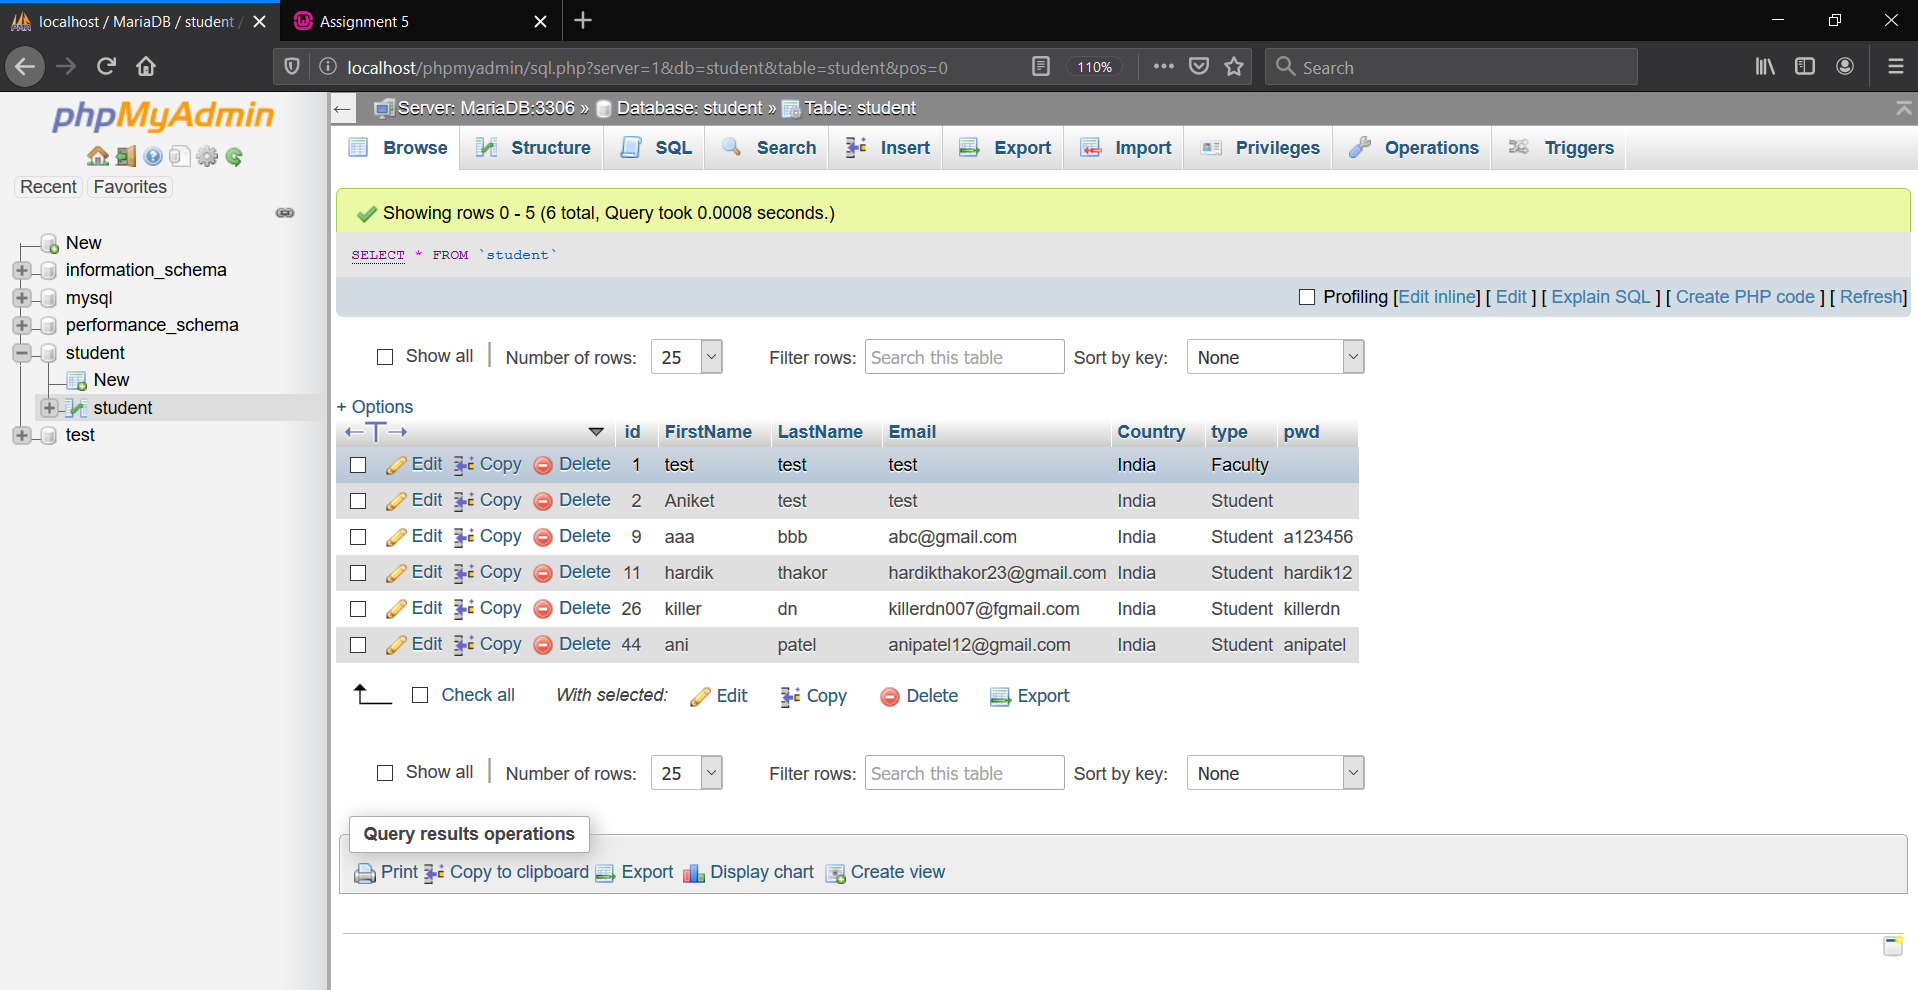 localhost / MariaDB / student /
Assignment 5
localhost/phpmyadmin/sql.php?server=1&db=student&table=student&pos=0
110%
Search
phpMyAdmin
Recent Favorites
New
information_schema
mysql
performance_schema
student
New
student
test
Server: MariaDB:3306 » Database: student » Table: student
Browse Structure SQL Search Insert Export Import Privileges Operations Triggers
Showing rows 0 - 5 (6 total, Query took 0.0008 seconds.)
SELECT * FROM `student`
Profiling [Edit inline] [ Edit ] [ Explain SQL ] [ Create PHP code ] [ Refresh]
Show all | Number of rows: 25 Filter rows: Search this table Sort by key: None
+ Options
←T→ id FirstName LastName Email Country type pwd
Edit Copy Delete 1 test test test India Faculty
Edit Copy Delete 2 Aniket test test India Student
Edit Copy Delete 9 aaa bbb abc@gmail.com India Student a123456
Edit Copy Delete 11 hardik thakor hardikthakor23@gmail.com India Student hardik12
Edit Copy Delete 26 killer dn killerdn007@fgmail.com India Student killerdn
Edit Copy Delete 44 ani patel anipatel12@gmail.com India Student anipatel
Check all With selected: Edit Copy Delete Export
Show all | Number of rows: 25 Filter rows: Search this table Sort by key: None
Query results operations
Print Copy to clipboard Export Display chart Create view